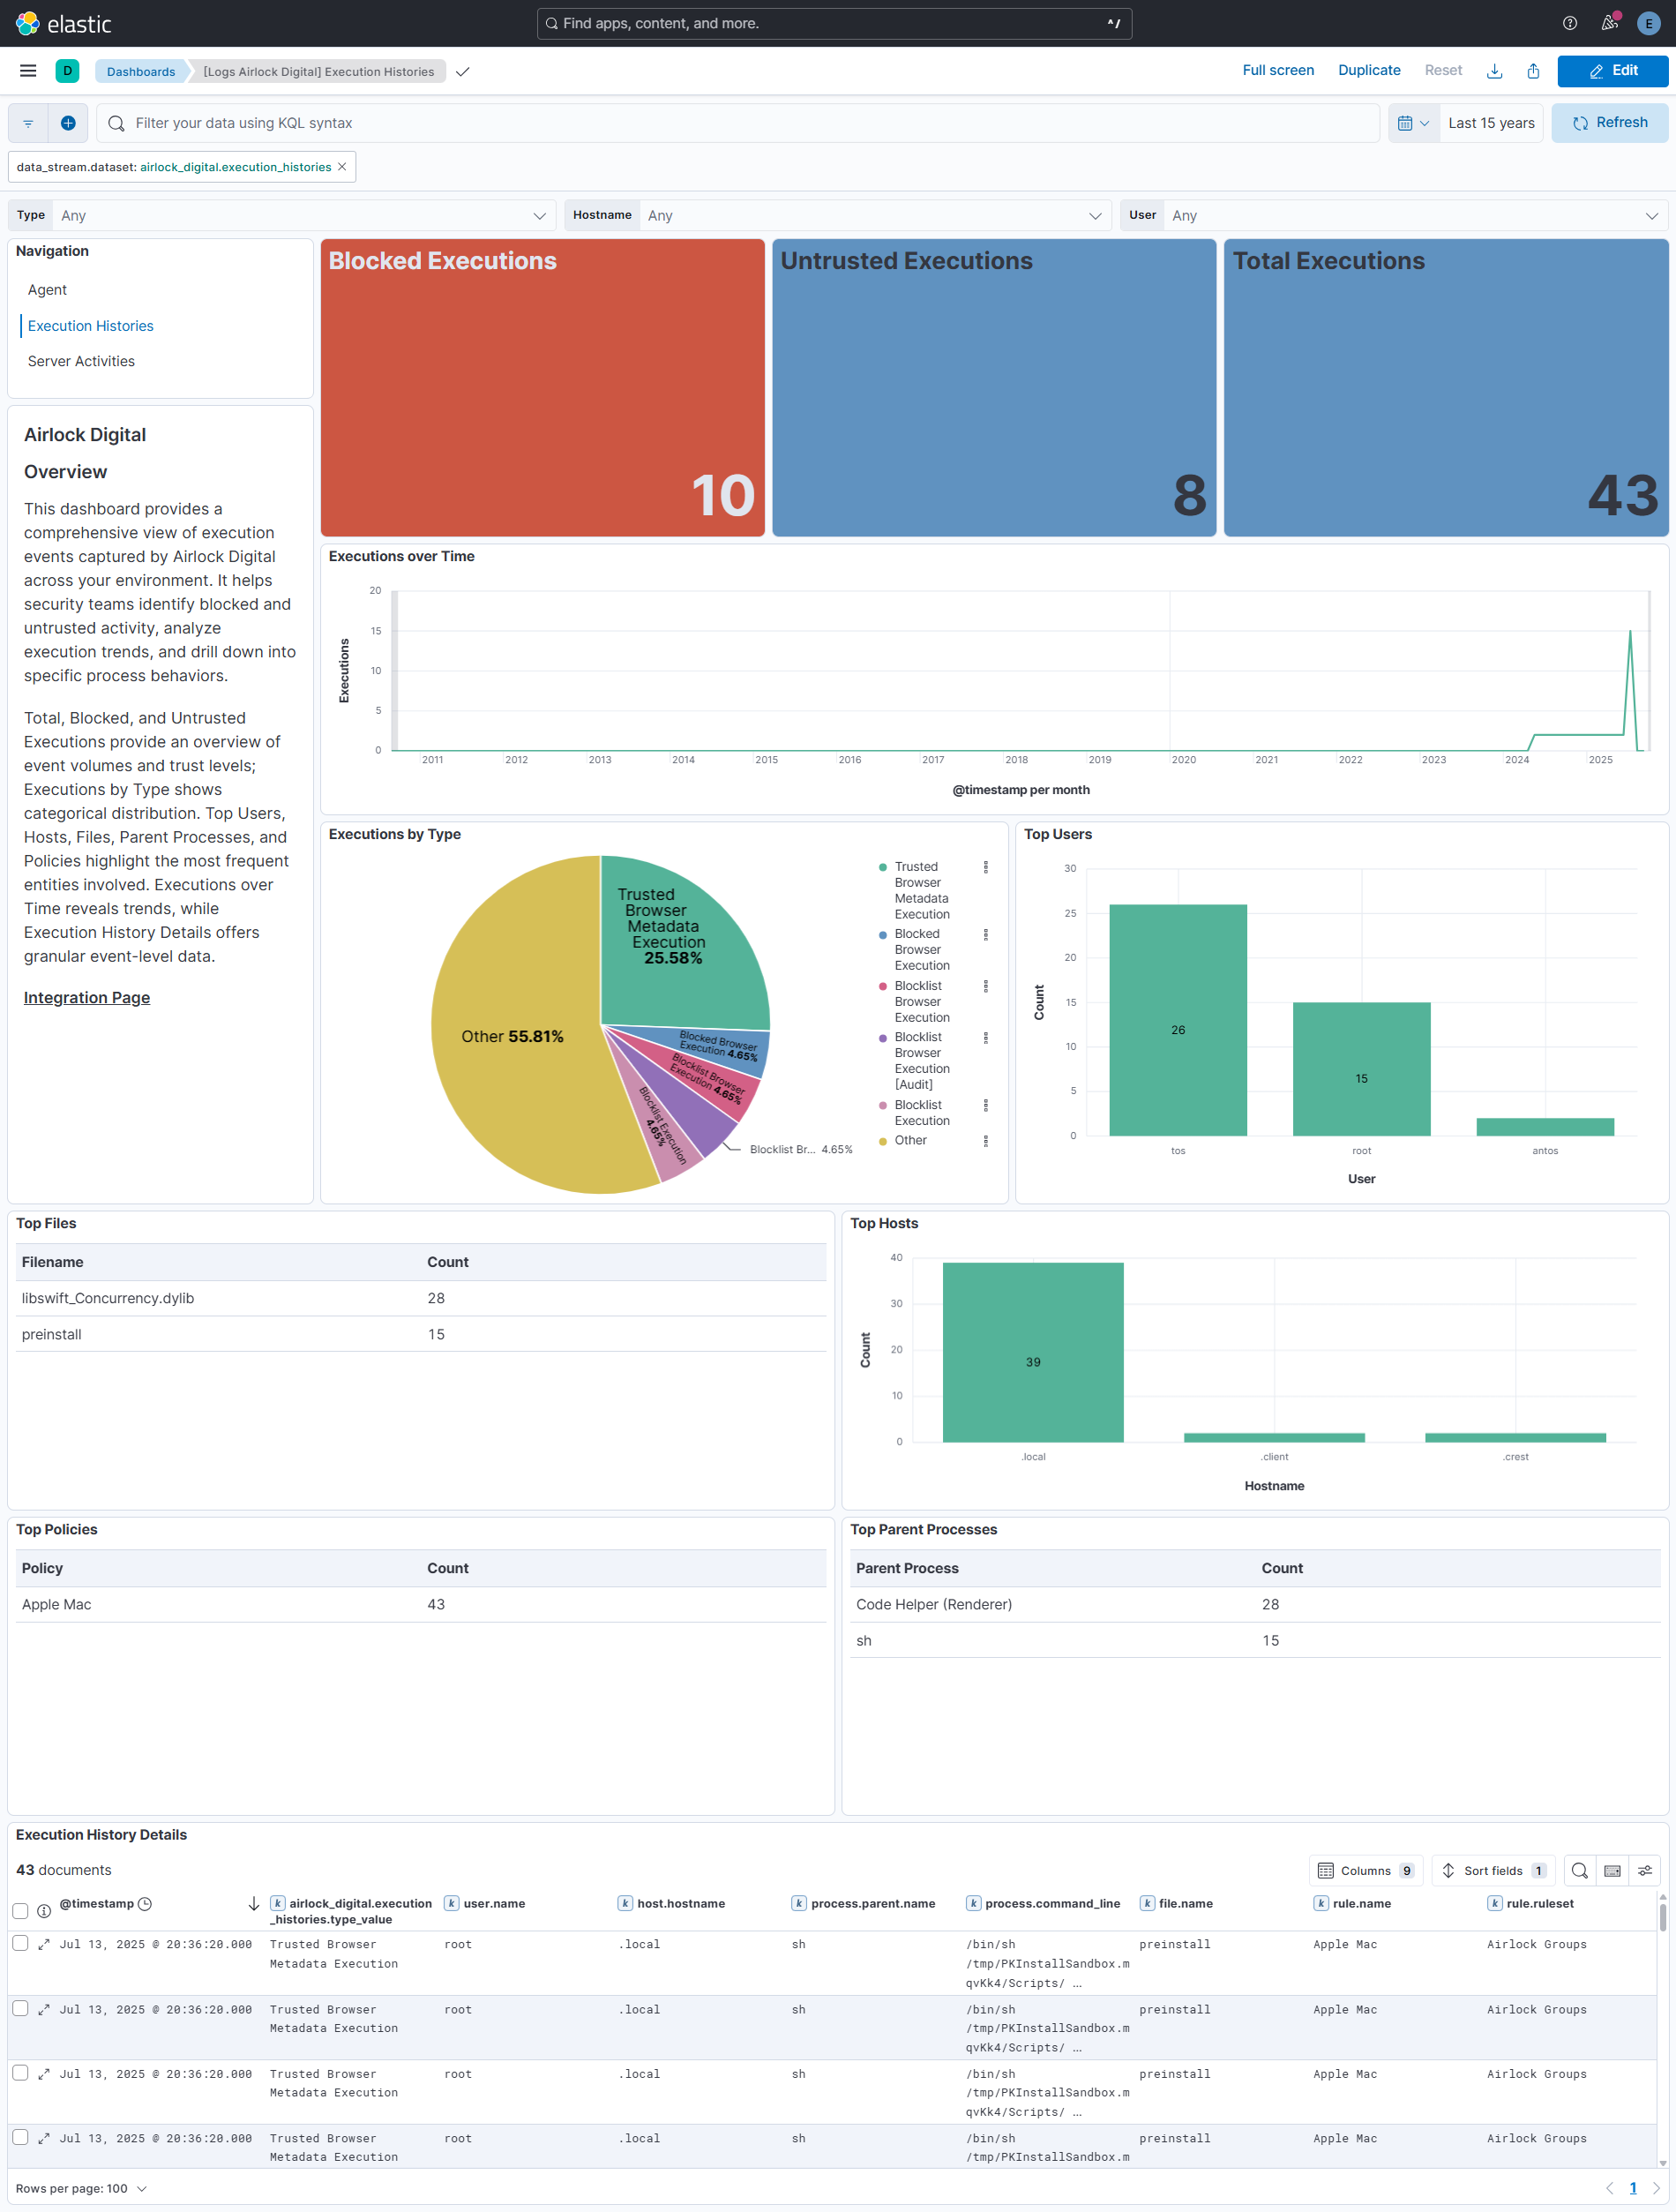 elastic
Find apps, content, and more.
^/
E
D
Dashboards
[Logs Airlock Digital] Execution Histories
Full screen
Duplicate
Reset
Edit
Filter your data using KQL syntax
Last 15 years
Refresh
data_stream.dataset: airlock_digital.execution_histories
Type Any
Hostname Any
User Any
Navigation
Agent
Execution Histories
Server Activities
Airlock Digital
Overview
This dashboard provides a
comprehensive view of execution
events captured by Airlock Digital
across your environment. It helps
security teams identify blocked and
untrusted activity, analyze
execution trends, and drill down into
specific process behaviors.
Total, Blocked, and Untrusted
Executions provide an overview of
event volumes and trust levels;
Executions by Type shows
categorical distribution. Top Users,
Hosts, Files, Parent Processes, and
Policies highlight the most frequent
entities involved. Executions over
Time reveals trends, while
Execution History Details offers
granular event-level data.
Integration Page
Blocked Executions
10
Untrusted Executions
8
Total Executions
43
Executions over Time
Executions
20
15
10
5
0
2011 2012 2013 2014 2015 2016 2017 2018 2019 2020 2021 2022 2023 2024 2025
@timestamp per month
Executions by Type
Trusted
Browser
Metadata
Execution
25.58%
Blocked Browser
Execution 4.65%
Blocklist Browser
Execution 4.65%
Blocklist Br... 4.65%
Blocklist Execution
4.65%
Other 55.81%
Trusted
Browser
Metadata
Execution
Blocked
Browser
Execution
Blocklist
Browser
Execution
Blocklist
Browser
Execution
[Audit]
Blocklist
Execution
Other
Top Users
Count
30
25
20
15
10
5
0
26
15
tos root antos
User
Top Files
Filename Count
libswift_Concurrency.dylib 28
preinstall 15
Top Hosts
Count
40
30
20
10
0
39
.local .client .crest
Hostname
Top Policies
Policy Count
Apple Mac 43
Top Parent Processes
Parent Process Count
Code Helper (Renderer) 28
sh 15
Execution History Details
43 documents
Columns 9
Sort fields 1
@timestamp k airlock_digital.execution k user.name k host.hostname k process.parent.name k process.command_line k file.name k rule.name k rule.ruleset
_histories.type_value
Jul 13, 2025 @ 20:36:20.000 Trusted Browser root .local sh /bin/sh preinstall Apple Mac Airlock Groups
Metadata Execution /tmp/PKInstallSandbox.m
qvKk4/Scripts/ …
Jul 13, 2025 @ 20:36:20.000 Trusted Browser root .local sh /bin/sh preinstall Apple Mac Airlock Groups
Metadata Execution /tmp/PKInstallSandbox.m
qvKk4/Scripts/ …
Jul 13, 2025 @ 20:36:20.000 Trusted Browser root .local sh /bin/sh preinstall Apple Mac Airlock Groups
Metadata Execution /tmp/PKInstallSandbox.m
qvKk4/Scripts/ …
Jul 13, 2025 @ 20:36:20.000 Trusted Browser root .local sh /bin/sh preinstall Apple Mac Airlock Groups
Metadata Execution /tmp/PKInstallSandbox.m
Rows per page: 100
1